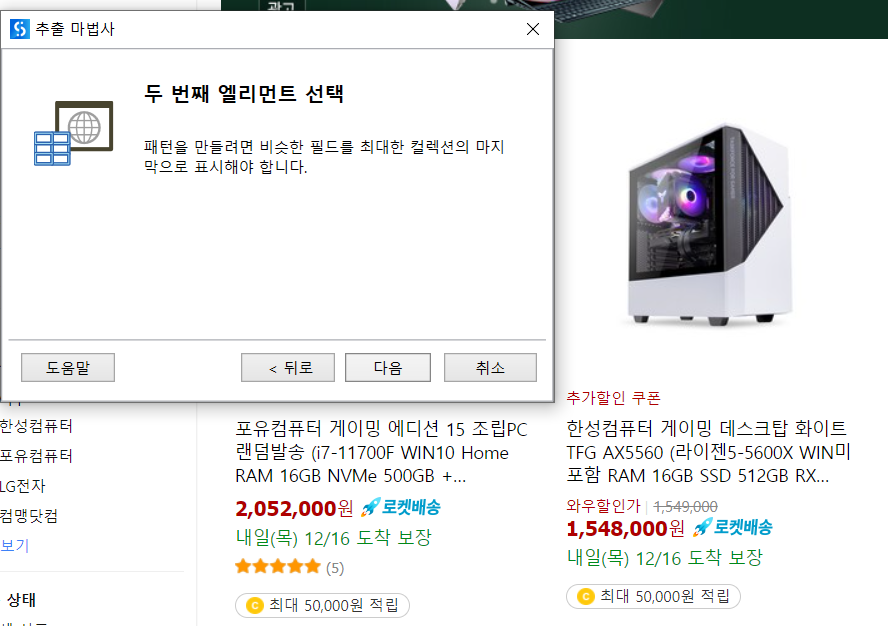 광고
추출 마법사
두 번째 엘리먼트 선택
패턴을 만들려면 비슷한 필드를 최대한 컬렉션의 마지
막으로 표시해야 합니다.
도움말
< 뒤로
다음
취소
한성컴퓨터
포유컴퓨터
LG전자
컴맹닷컴
보기
상태
포유컴퓨터 게이밍 에디션 15 조립PC
랜덤발송 (i7-11700F WIN10 Home
RAM 16GB NVMe 500GB +...
2,052,000원 로켓배송
내일(목) 12/16 도착 보장
(5)
최대 50,000원 적립
추가할인 쿠폰
한성컴퓨터 게이밍 데스크탑 화이트
TFG AX5560 (라이젠5-5600X WIN미
포함 RAM 16GB SSD 512GB RX...
와우할인가 1,549,000
1,548,000원 로켓배송
내일(목) 12/16 도착 보장
최대 50,000원 적립